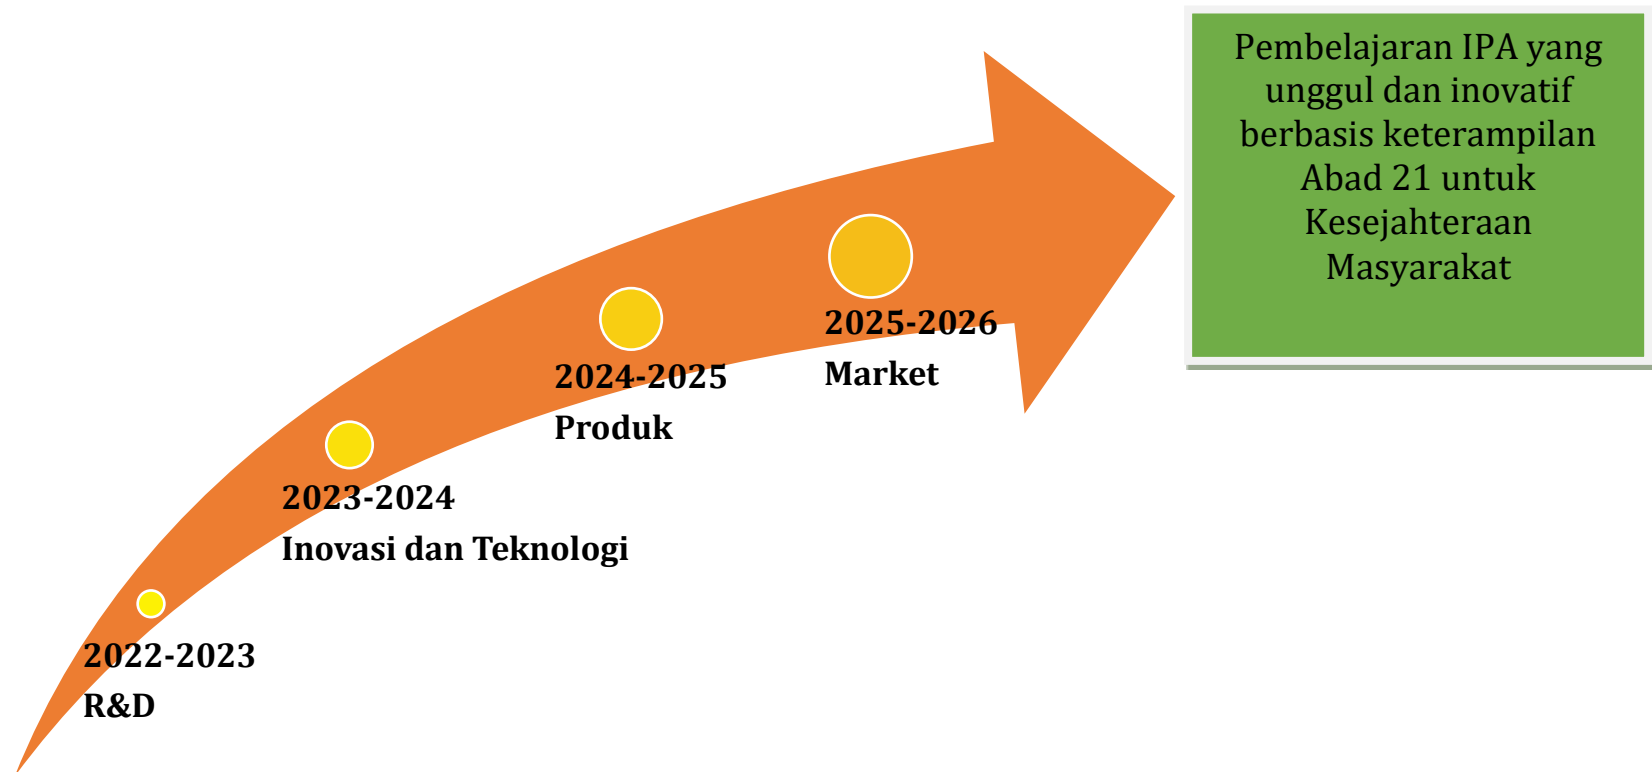 Pembelajaran IPA yang
unggul dan inovatif
berbasis keterampilan
Abad 21 untuk
Kesejahteraan
Masyarakat
2025-2026
Market
2024-2025
Produk
2023-2024
Inovasi dan Teknologi
2022-2023
R&D